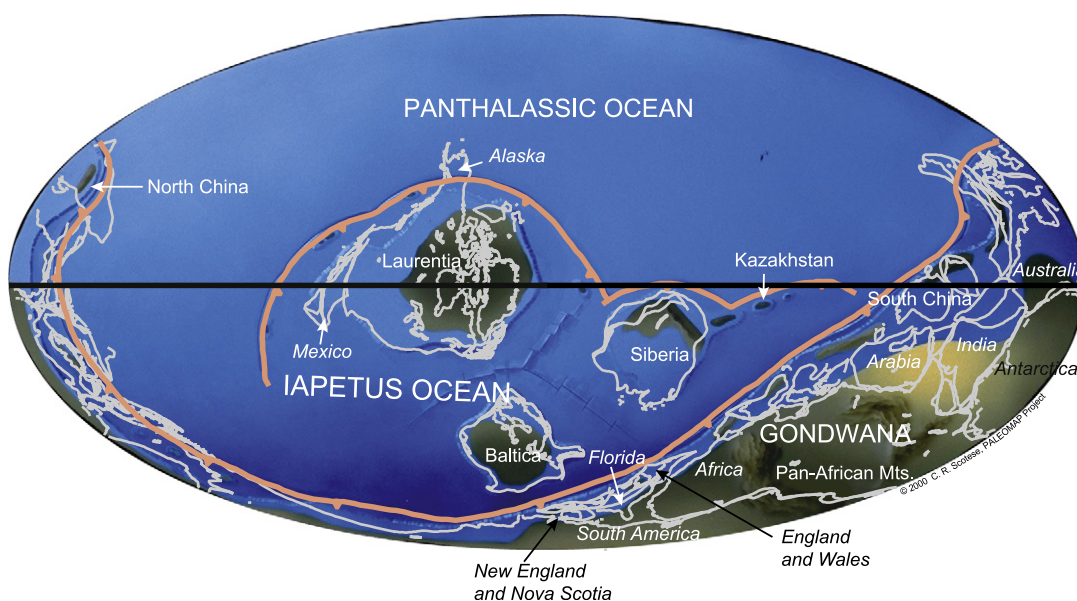 PANTHALASSIC OCEAN
Alaska
North China
Laurentia
Kazakhstan
Australia
South China
Mexico
Siberia
Arabia
India
Antarctica
IAPETUS OCEAN
GONDWANA
Baltica
Florida
Africa
Pan-African Mts.
© 2000 C. R. Scotese, PALEOMAP Project
South America
England
and Wales
New England
and Nova Scotia